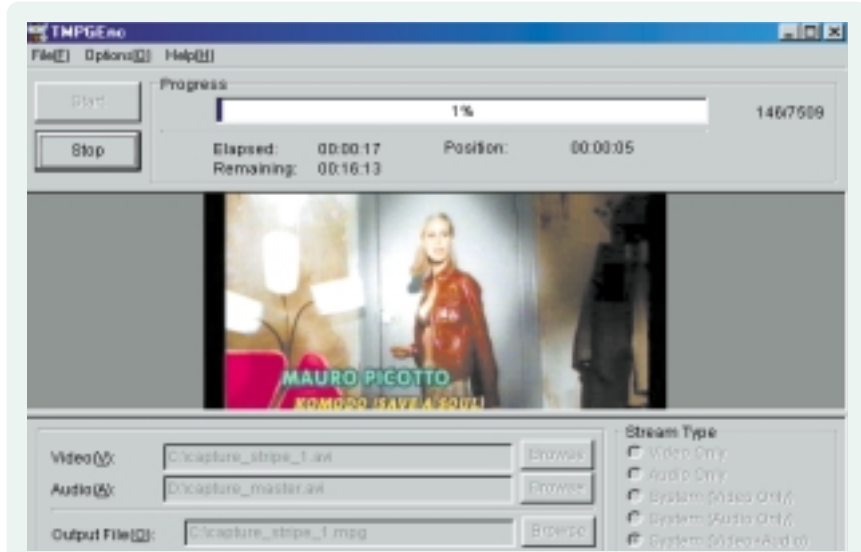 TMPGEnc
File[F] Options[O] Help[H]
Start
Progress
1%
146/7509
Stop
Elapsed: 00:00:17 Position: 00:00:05
Remaining: 00:16:13
MAURO PICOTTO
KOMODO (SAVE A SOUL)
Stream Type
Video(V): C:\capture_stripe_1.avi Browse
Video Only
Audio(A): D:\capture_master.avi Browse
Audio Only
System (Video Only)
System (Audio Only)
Output File[O]: C:\capture_stripe_1.mpg Browse
System (Video+Audio)